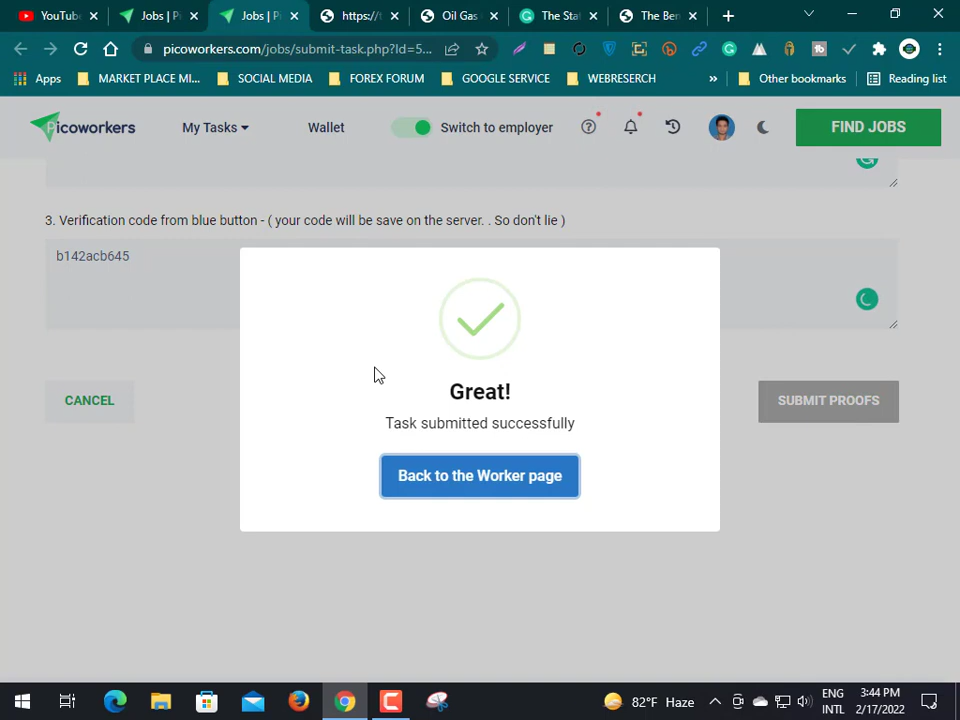 YouTub
Jobs | P
Jobs | P
https://t
Oil Gas
The Sta
The Ben
picoworkers.com/jobs/submit-task.php?Id=5...
Apps
MARKET PLACE MI...
SOCIAL MEDIA
FOREX FORUM
GOOGLE SERVICE
WEBRESERCH
»
Other bookmarks
Reading list
Picoworkers
My Tasks
Wallet
Switch to employer
FIND JOBS
3. Verification code from blue button - ( your code will be save on the server. . So don't lie )
b142acb645
Great!
Task submitted successfully
Back to the Worker page
CANCEL
SUBMIT PROOFS
82°F Haze
ENG
INTL
3:44 PM
2/17/2022